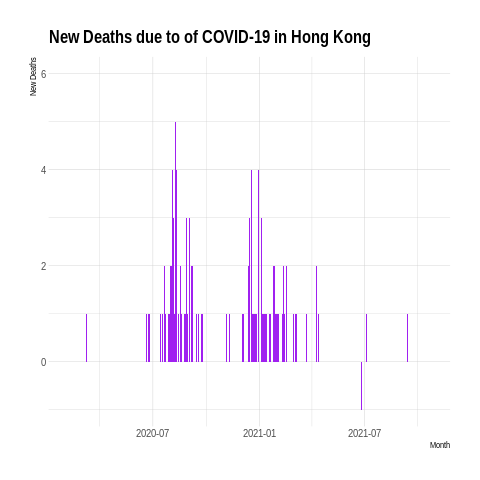 New Deaths due to of COVID-19 in Hong Kong
New Deaths
6
4
2
0
2020-07 2021-01 2021-07
Month